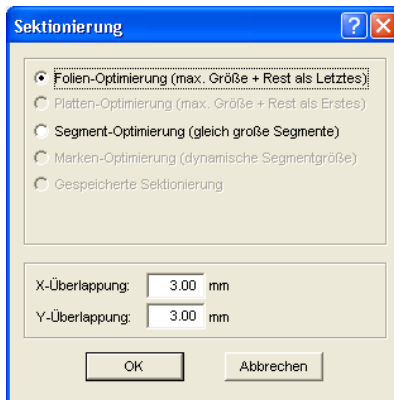 Sektionierung
Folien-Optimierung (max. Größe + Rest als Letztes)
Platten-Optimierung (max. Größe + Rest als Erstes)
Segment-Optimierung (gleich große Segmente)
Marken-Optimierung (dynamische Segmentgröße)
Gespeicherte Sektionierung
X-Überlappung: 3.00 mm
Y-Überlappung: 3.00 mm
OK Abbrechen